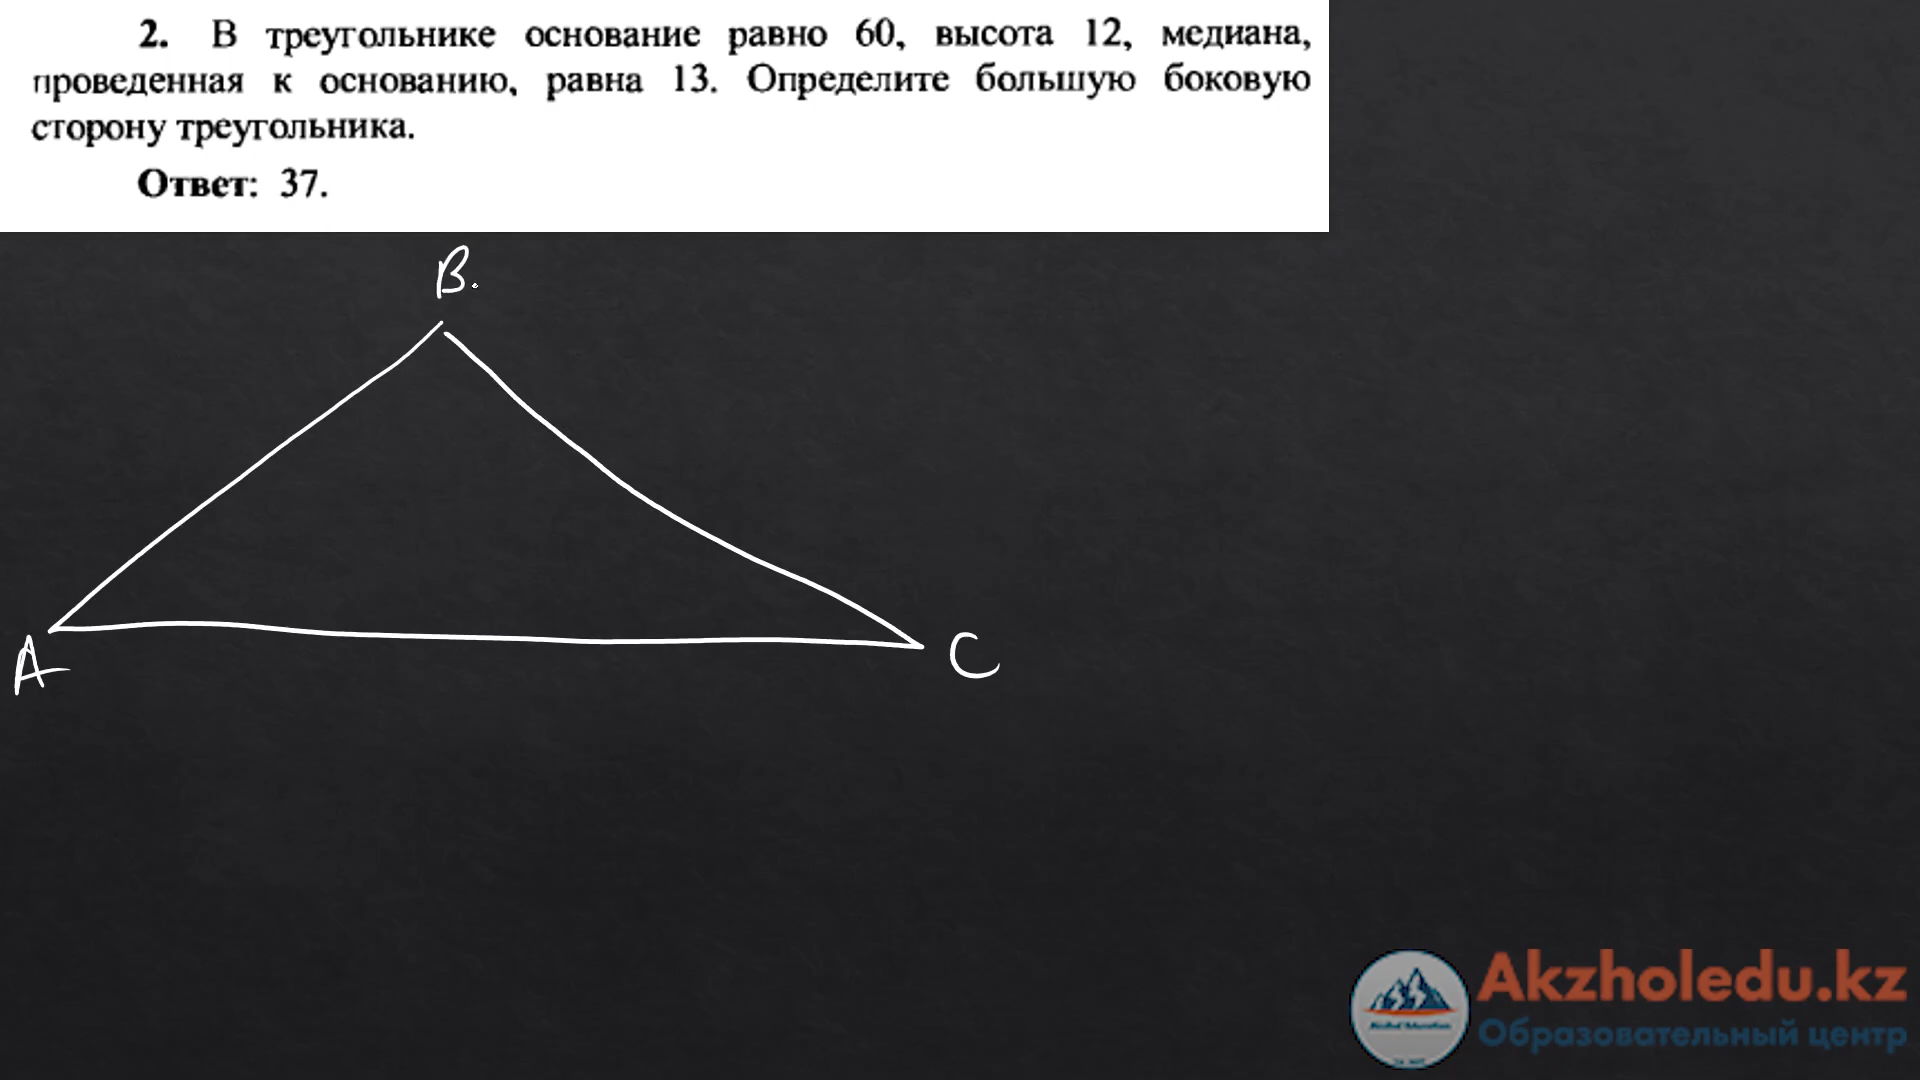 2. В треугольнике основание равно 60, высота 12, медиана,
проведенная к основанию, равна 13. Определите большую боковую
сторону треугольника.
Ответ: 37.
B.
A
C
Akzholedu.kz
Образовательный центр